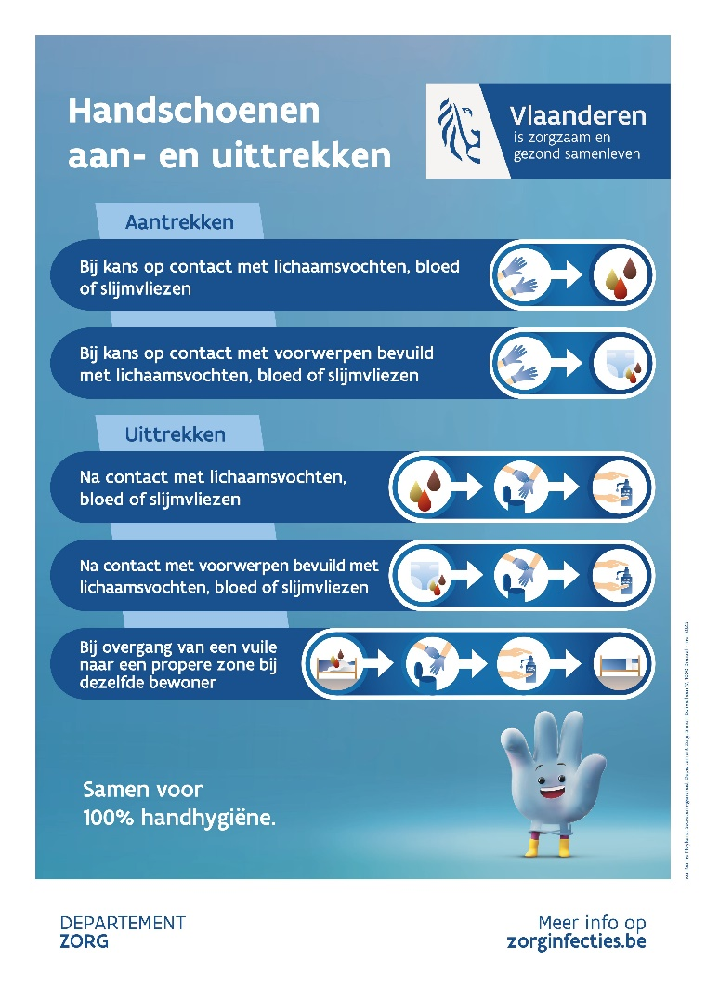 Handschoenen
aan- en uittrekken
Vlaanderen
is zorgzaam en
gezond samenleven
Aantrekken
Bij kans op contact met lichaamsvochten, bloed
of slijmvliezen
Bij kans op contact met voorwerpen bevuild
met lichaamsvochten, bloed of slijmvliezen
Uittrekken
Na contact met lichaamsvochten,
bloed of slijmvliezen
Na contact met voorwerpen bevuild met
lichaamsvochten, bloed of slijmvliezen
Bij overgang van een vuile
naar een propere zone bij
dezelfde bewoner
Samen voor
100% handhygiëne.
DEPARTEMENT
ZORG
Meer info op
zorginfecties.be